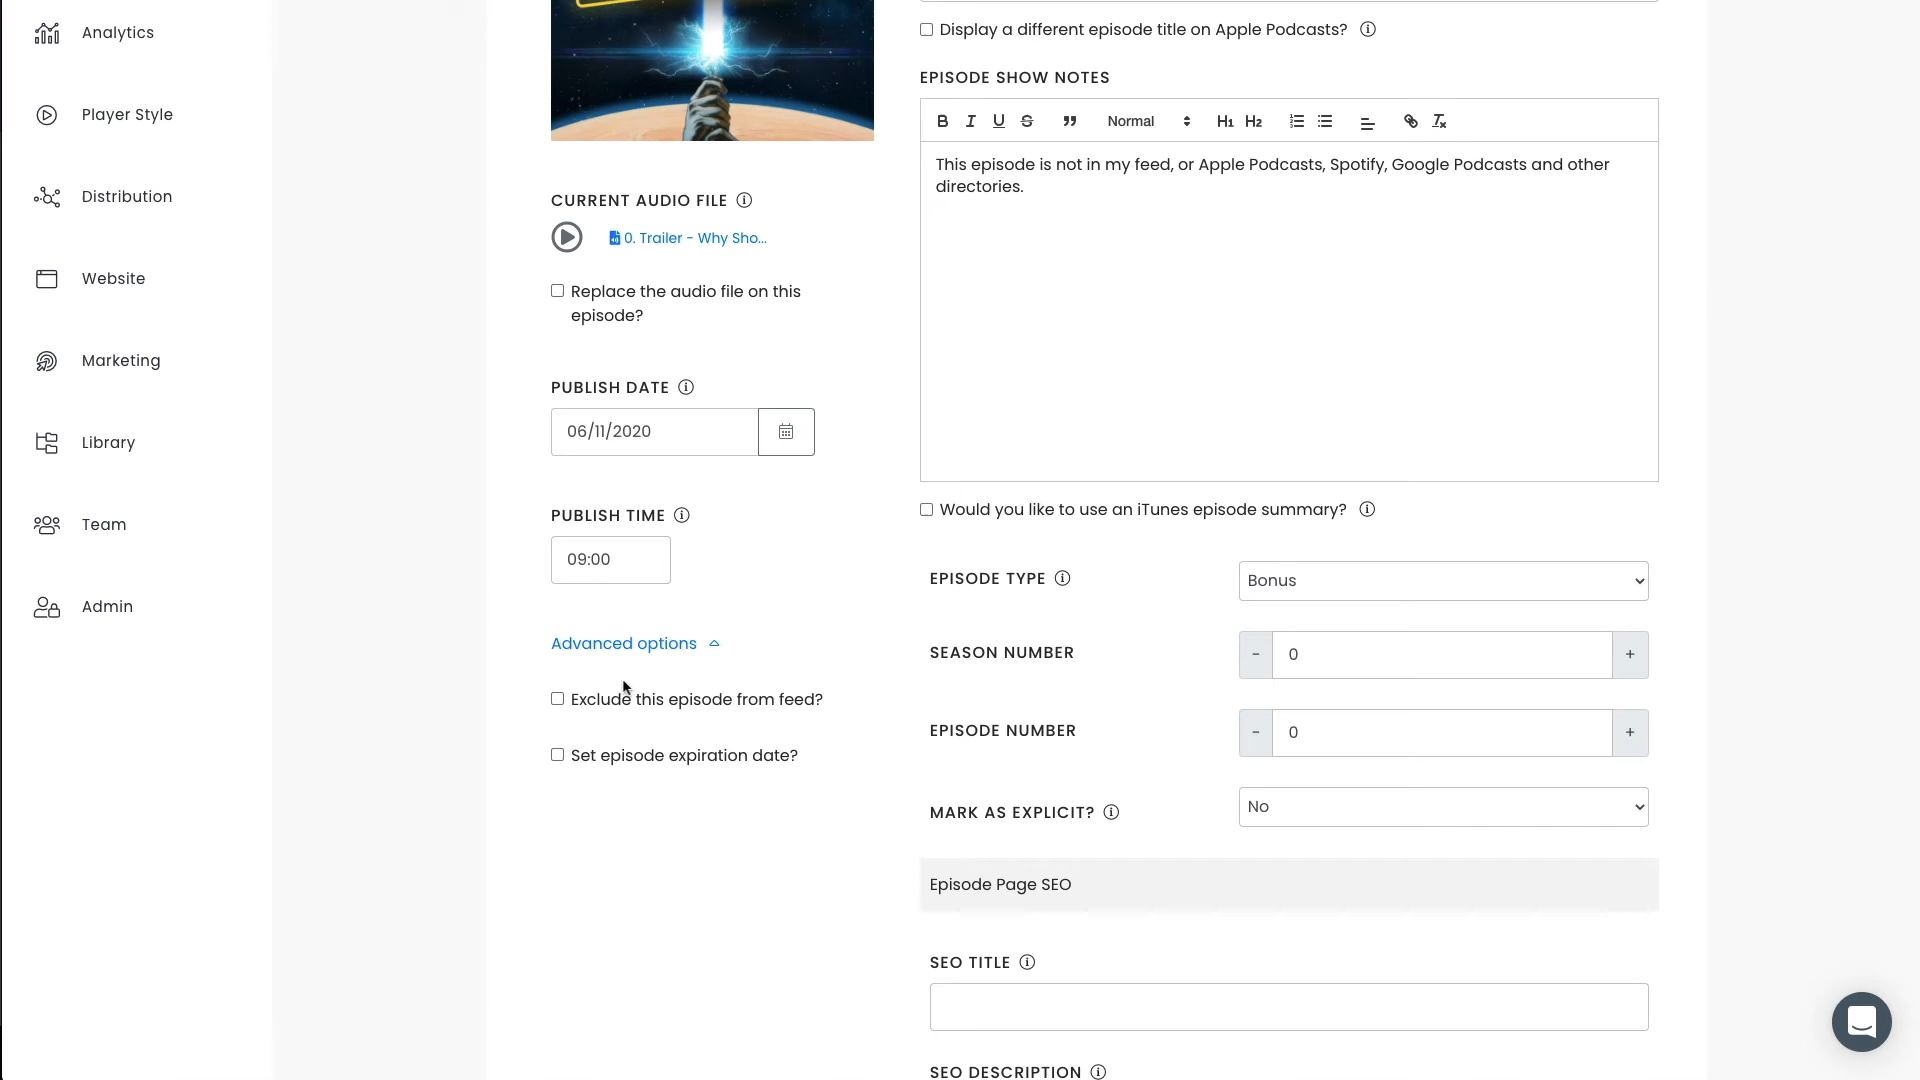 Analytics
Player Style
Distribution
Website
Marketing
Library
Team
Admin
CURRENT AUDIO FILE
0. Trailer - Why Sho...
Replace the audio file on this
episode?
PUBLISH DATE
06/11/2020
PUBLISH TIME
09:00
Advanced options
Exclude this episode from feed?
Set episode expiration date?
Display a different episode title on Apple Podcasts?
EPISODE SHOW NOTES
B I U S Normal H1 H2
This episode is not in my feed, or Apple Podcasts, Spotify, Google Podcasts and other
directories.
Would you like to use an iTunes episode summary?
EPISODE TYPE Bonus
SEASON NUMBER - 0 +
EPISODE NUMBER - 0 +
MARK AS EXPLICIT? No
Episode Page SEO
SEO TITLE
SEO DESCRIPTION